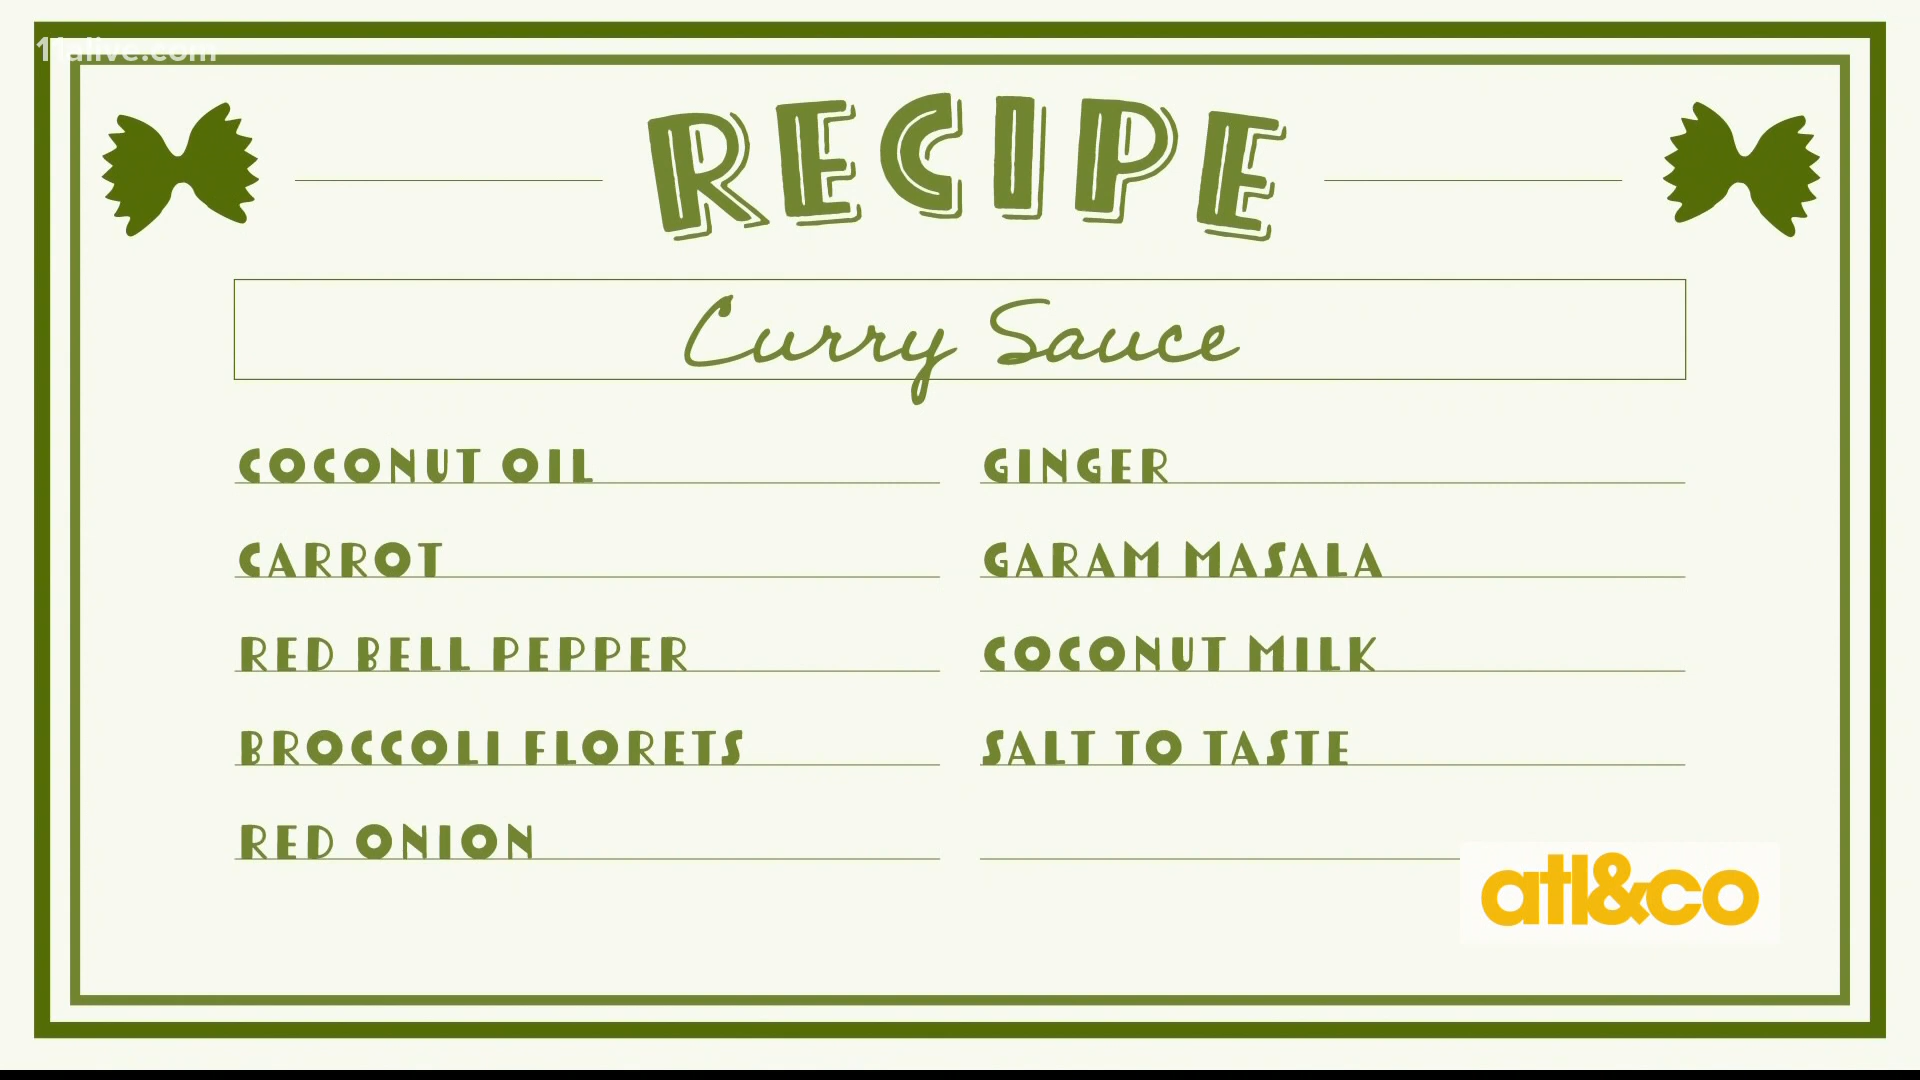 11alive.com
RECIPE
Curry Sauce
COCONUT OIL
CARROT
RED BELL PEPPER
BROCCOLI FLORETS
RED ONION
GINGER
GARAM MASALA
COCONUT MILK
SALT TO TASTE
atl&co